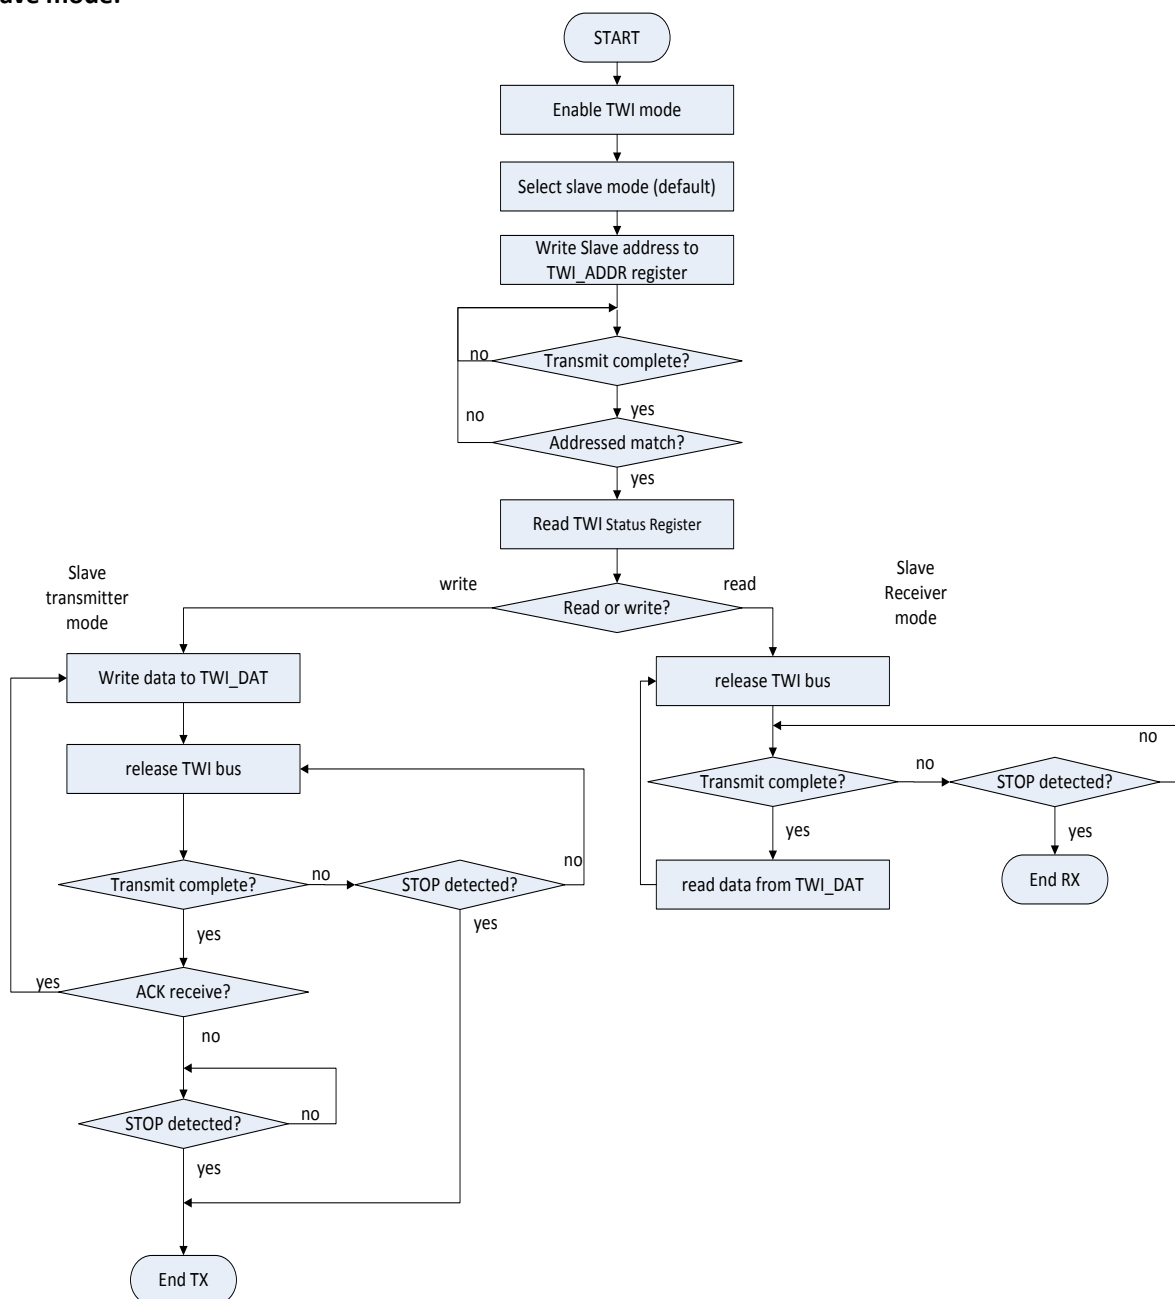 START
Enable TWI mode
Select slave mode (default)
Write Slave address to
TWI_ADDR register
no
Transmit complete?
yes
no
Addressed match?
yes
Read TWI Status Register
Slave
transmitter
mode
write
Read or write?
read
Slave
Receiver
mode
Write data to TWI_DAT
release TWI bus
release TWI bus
no
Transmit complete?
no
STOP detected?
yes
yes
read data from TWI_DAT
End RX
Transmit complete?
no
STOP detected?
no
yes
yes
yes
ACK receive?
no
STOP detected?
no
yes
End TX